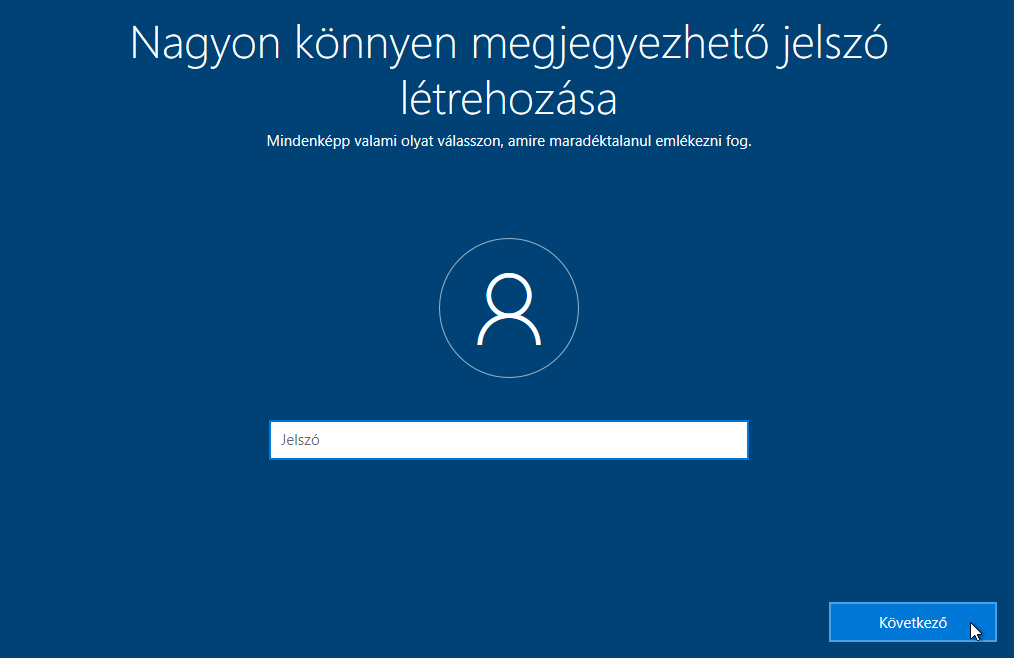 Nagyon könnyen megjegyezhető jelszó
létrehozása
Mindenképp valami olyat válasszon, amire maradéktalanul emlékezni fog.
Jelszó
Következő